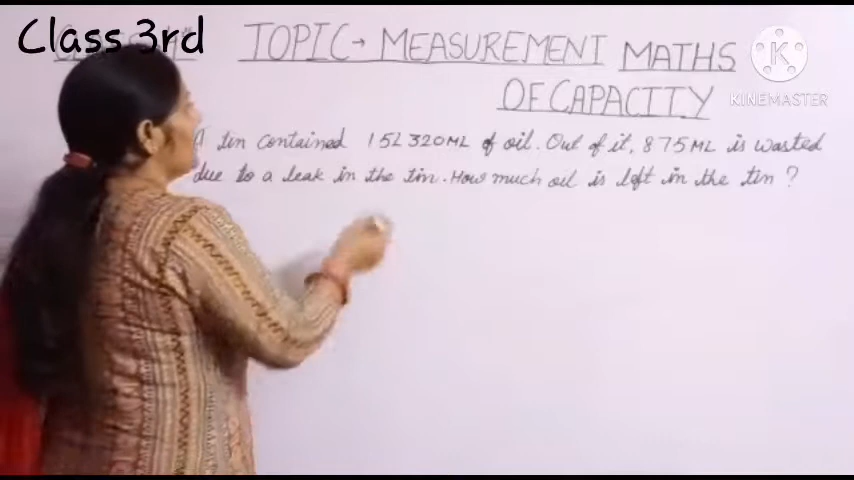 Class 3rd
TOPIC → MEASUREMENT MATHS
OF CAPACITY
KINEMASTER
A tin contained 15L 320ML of oil. Out of it, 875ML is wasted
due to a leak in the tin. How much oil is left in the tin ?